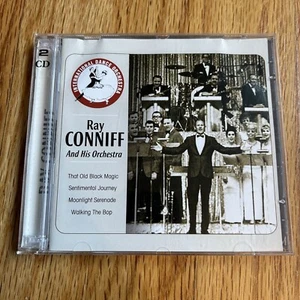 2
CD
RAY CONNIFF
INTERNATIONAL DANCE ORCHESTRA
Ray
CONNIFF
And His Orchestra
That Old Black Magic
Sentimental Journey
Moonlight Serenade
Walking The Bop